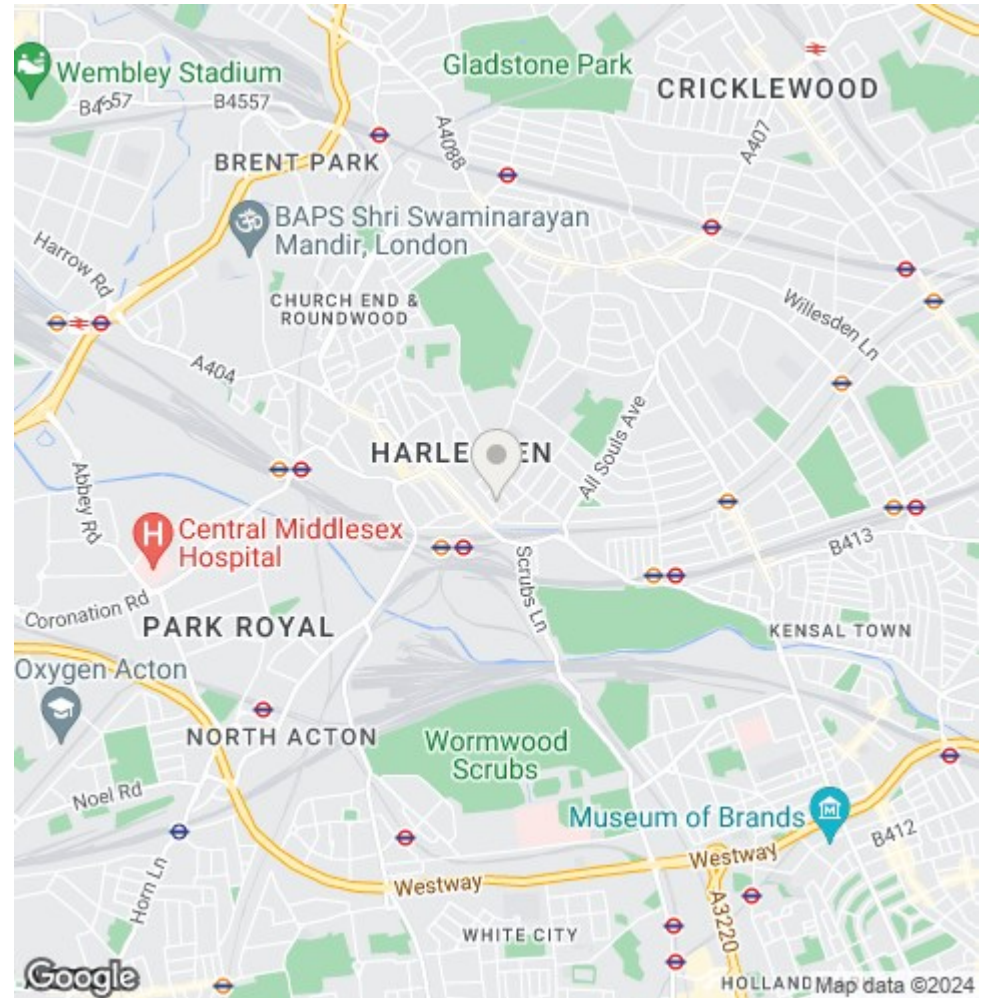 Wembley Stadium
Gladstone Park
CRICKLEWOOD
B4557
B4557
A4088
A407
BRENT PARK
BAPS Shri Swaminarayan
Mandir, London
Harrow Rd
CHURCH END &
ROUNDWOOD
Willesden Ln
A404
HARLE EN
All Souls Ave
Abbey Rd
Central Middlesex
Hospital
Scrubs Ln
B413
Coronation Rd
PARK ROYAL
KENSAL TOWN
Oxygen Acton
NORTH ACTON
Wormwood
Scrubs
Noel Rd
Museum of Brands
B412
Horn Ln
Westway
Westway
A3220
WHITE CITY
Google
HOLLAND
Map data ©2024